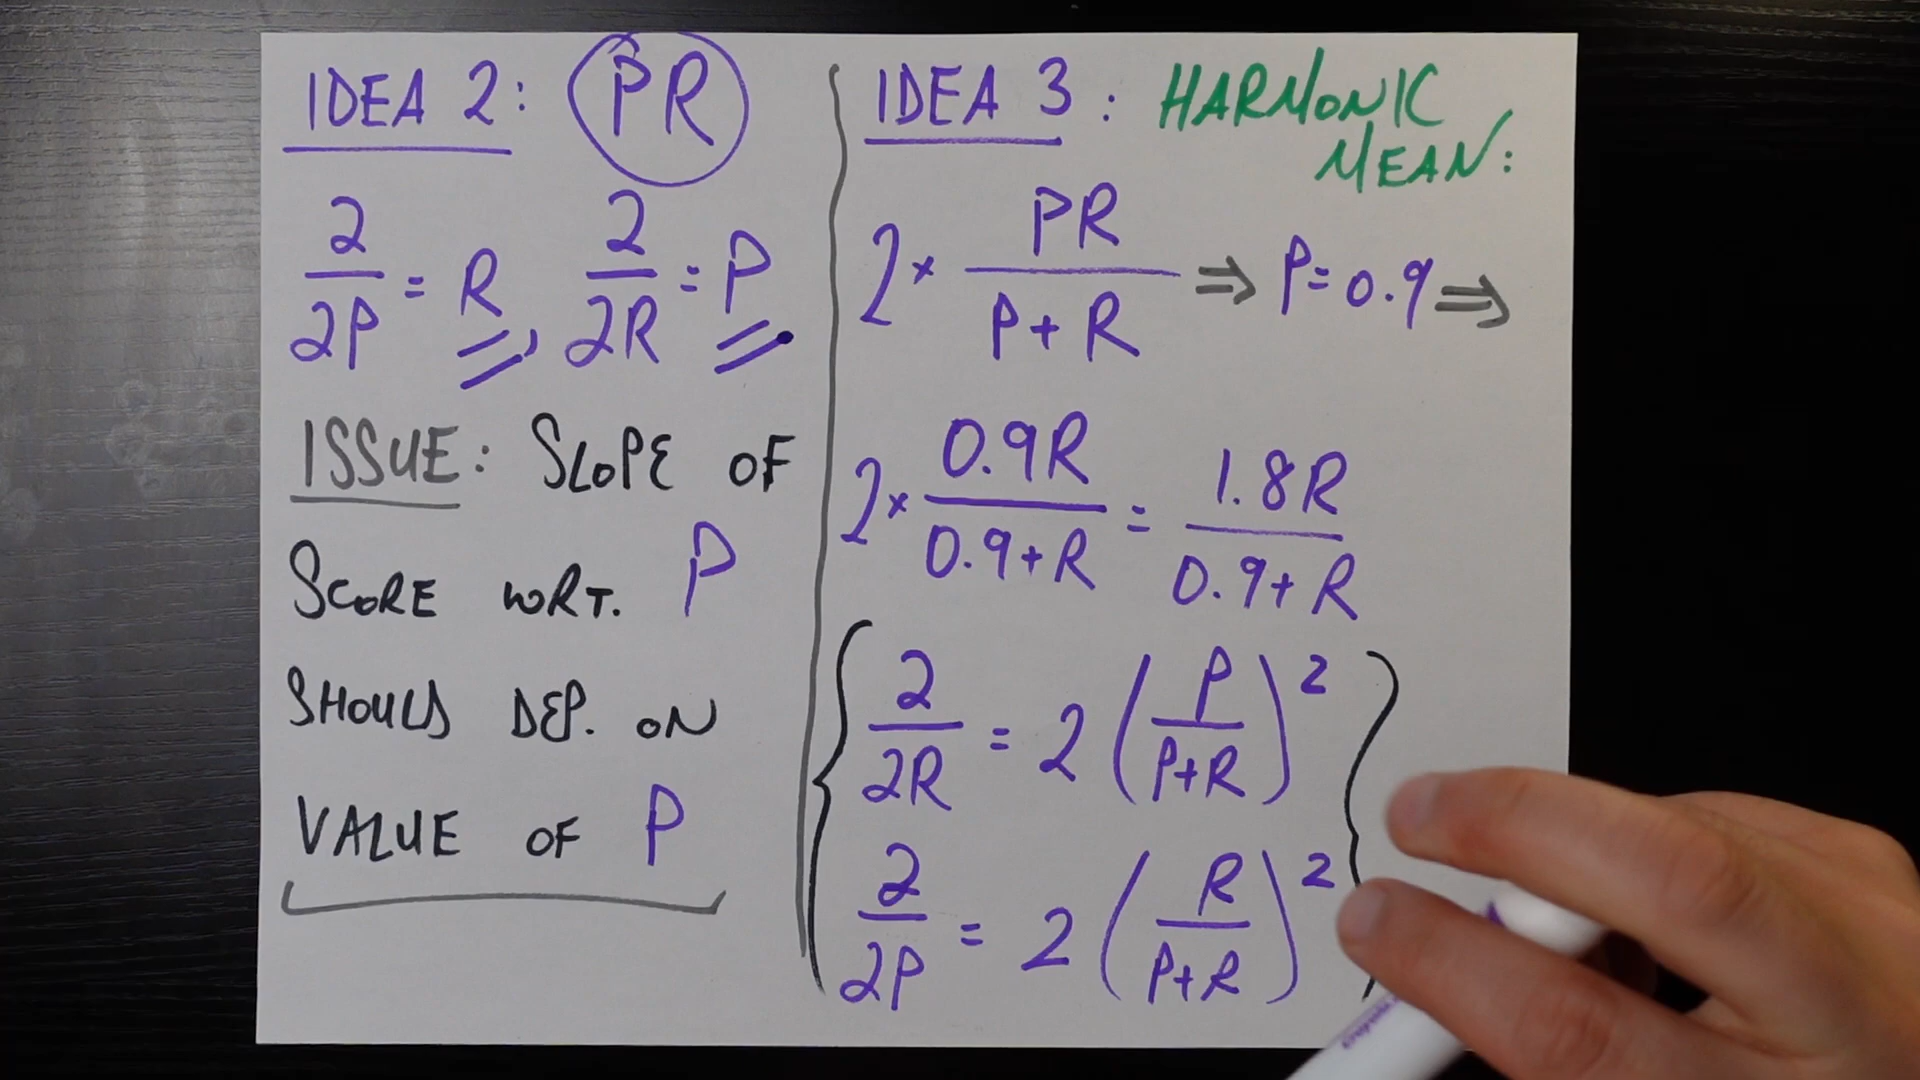 IDEA 2: PR
2/2P = R, 2/2R = P.
ISSUE: SLOPE OF
SCORE WRT. P
SHOULD DEP. ON
VALUE OF P
IDEA 3: HARMONIC
MEAN:
2 × PR/P+R ⇒ P=0.9 ⇒
2 × 0.9R/0.9+R = 1.8R/0.9+R
2/2R = 2(P/P+R)²
2/2P = 2(R/P+R)²